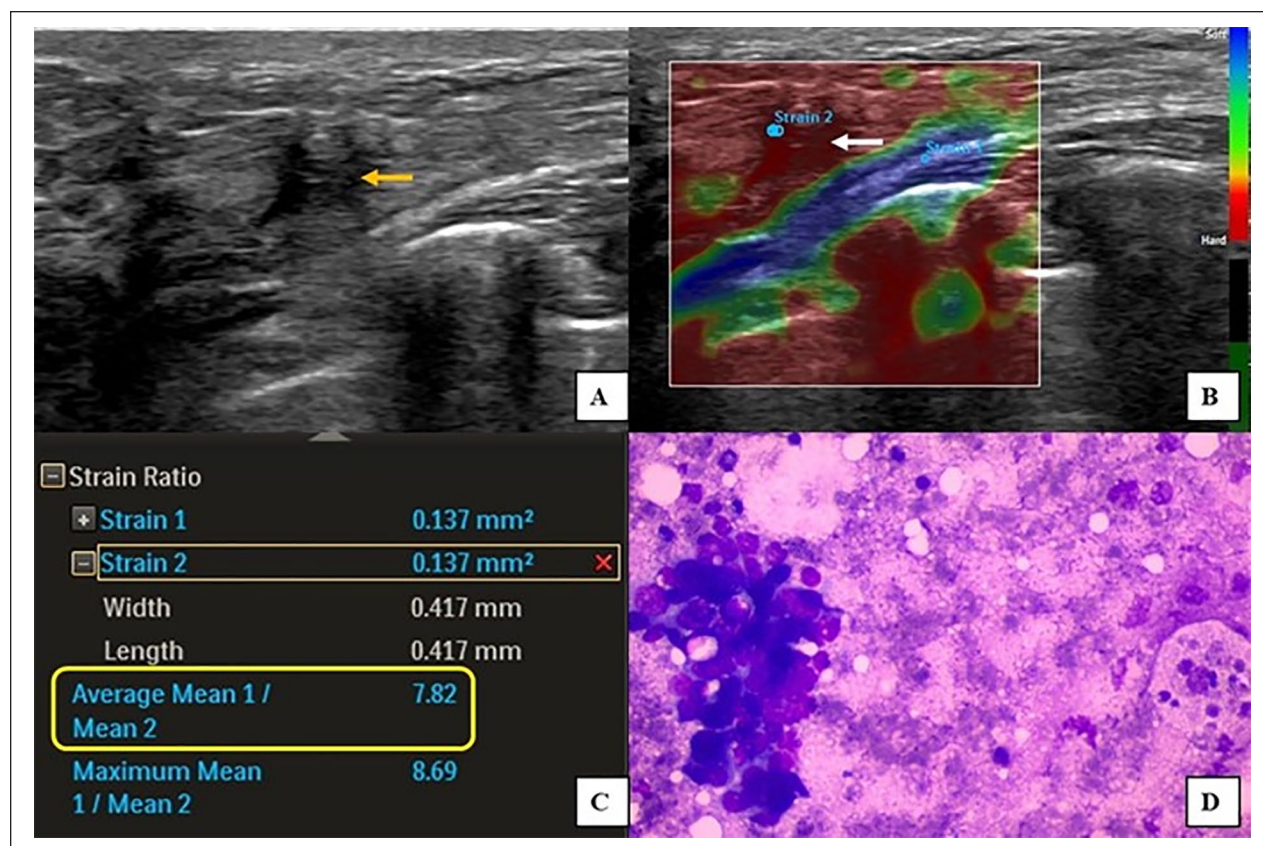 A
Soft
Strain 2
Strain 1
Hard
B
Strain Ratio
Strain 1 0.137 mm²
Strain 2 0.137 mm²
Width 0.417 mm
Length 0.417 mm
Average Mean 1 / 7.82
Mean 2
Maximum Mean 8.69
1 / Mean 2
C
D